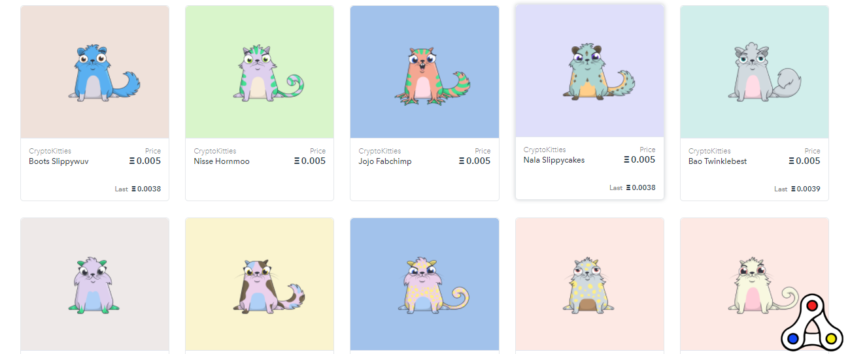 CryptoKitties Price
Boots Slippywuv Ξ 0.005
Last Ξ 0.0038
CryptoKitties Price
Nisse Hornmoo Ξ 0.005
CryptoKitties Price
Jojo Fabchimp Ξ 0.005
CryptoKitties Price
Nala Slippycakes Ξ 0.005
Last Ξ 0.0038
CryptoKitties Price
Bao Twinklebest Ξ 0.005
Last Ξ 0.0039